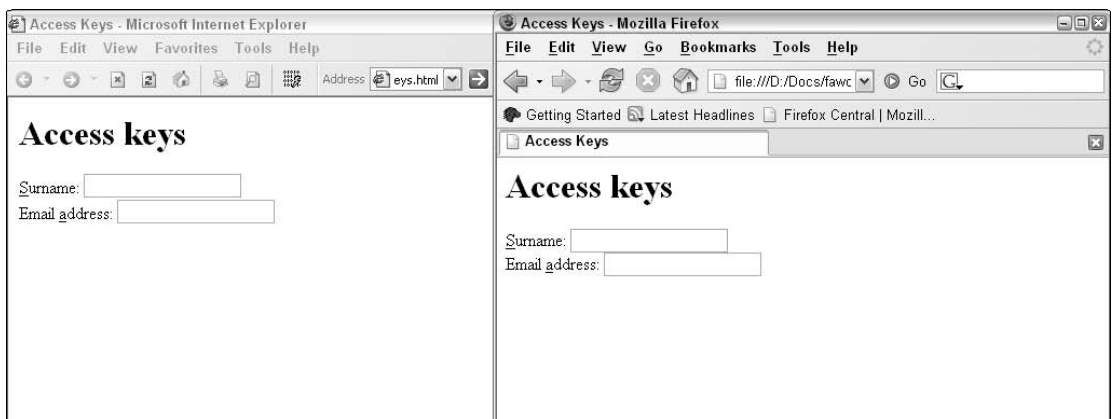 Access Keys - Microsoft Internet Explorer
File Edit View Favorites Tools Help
Address eys.html
Access keys
Surname:
Email address:
Access Keys - Mozilla Firefox
File Edit View Go Bookmarks Tools Help
file:///D:/Docs/fawc Go G
Getting Started Latest Headlines Firefox Central | Mozill...
Access Keys
Access keys
Surname:
Email address: